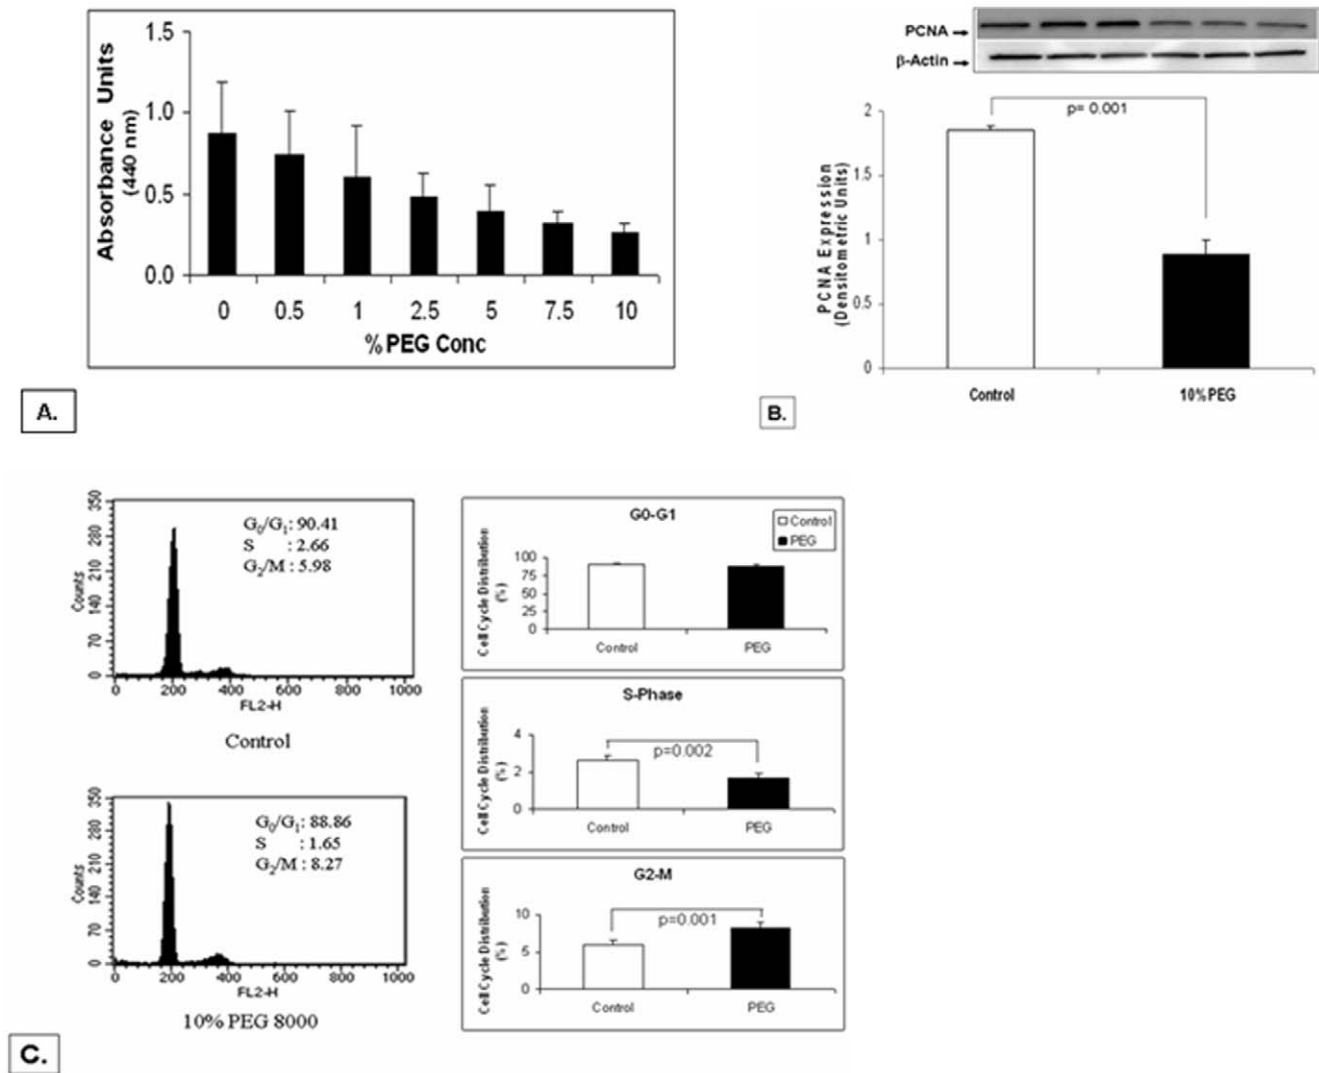 1.5
1.0
0.5
0.0
Absorbance Units
(440 nm)
0 0.5 1 2.5 5 7.5 10
%PEG Conc
A.
PCNA
β-Actin
p= 0.001
2
1.5
1
0.5
0
PCNA Expression
(Densitometric Units)
Control 10%PEG
B.
350
280
210
140
70
0
Counts
G0/G1: 90.41
S : 2.66
G2/M : 5.98
0 200 400 600 800 1000
FL2-H
Control
350
280
210
140
70
0
Counts
G0/G1: 88.86
S : 1.65
G2/M : 8.27
0 200 400 600 800 1000
FL2-H
10% PEG 8000
G0-G1
Control
PEG
Cell Cycle Distribution
(%)
100
75
50
25
0
Control PEG
S-Phase
Cell Cycle Distribution
(%)
4
2
0
p=0.002
Control PEG
G2-M
Cell Cycle Distribution
(%)
10
5
0
p=0.001
Control PEG
C.